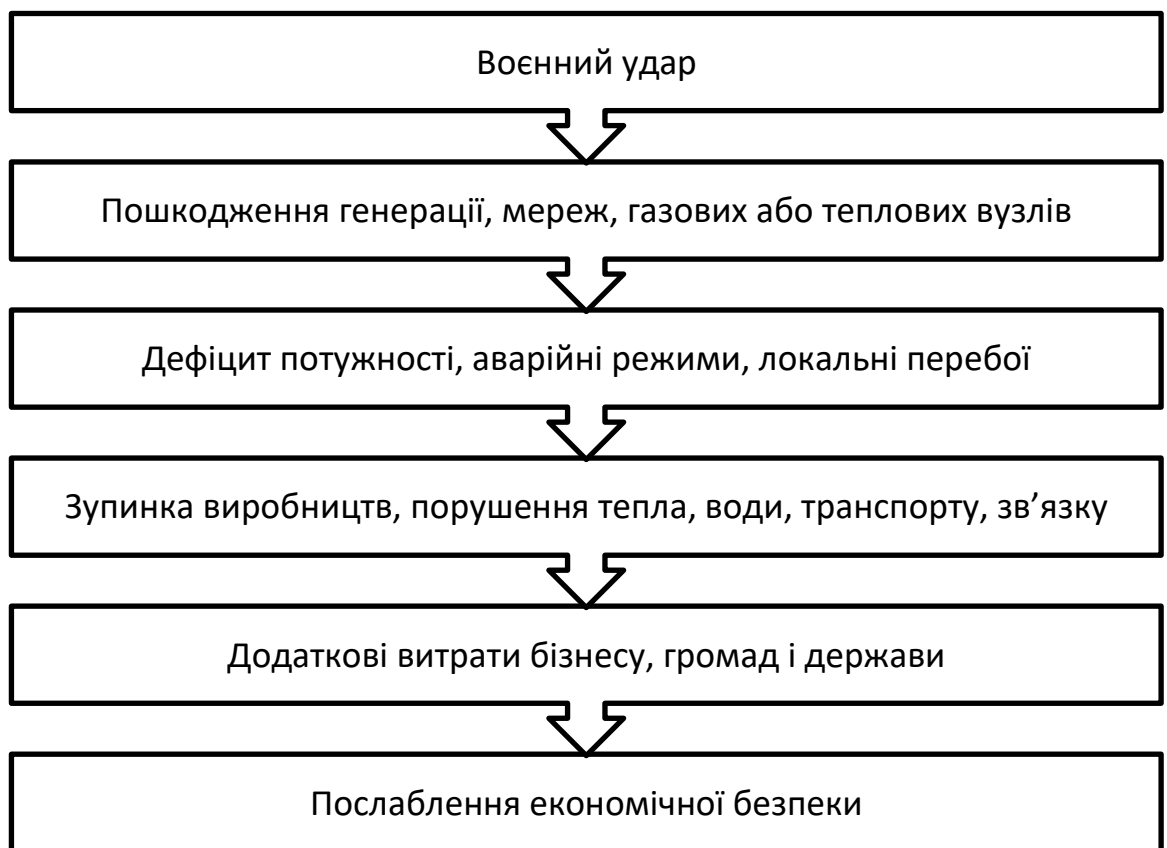 Воєнний удар
Пошкодження генерації, мереж, газових або теплових вузлів
Дефіцит потужності, аварійні режими, локальні перебої
Зупинка виробництв, порушення тепла, води, транспорту, зв’язку
Додаткові витрати бізнесу, громад і держави
Послаблення економічної безпеки